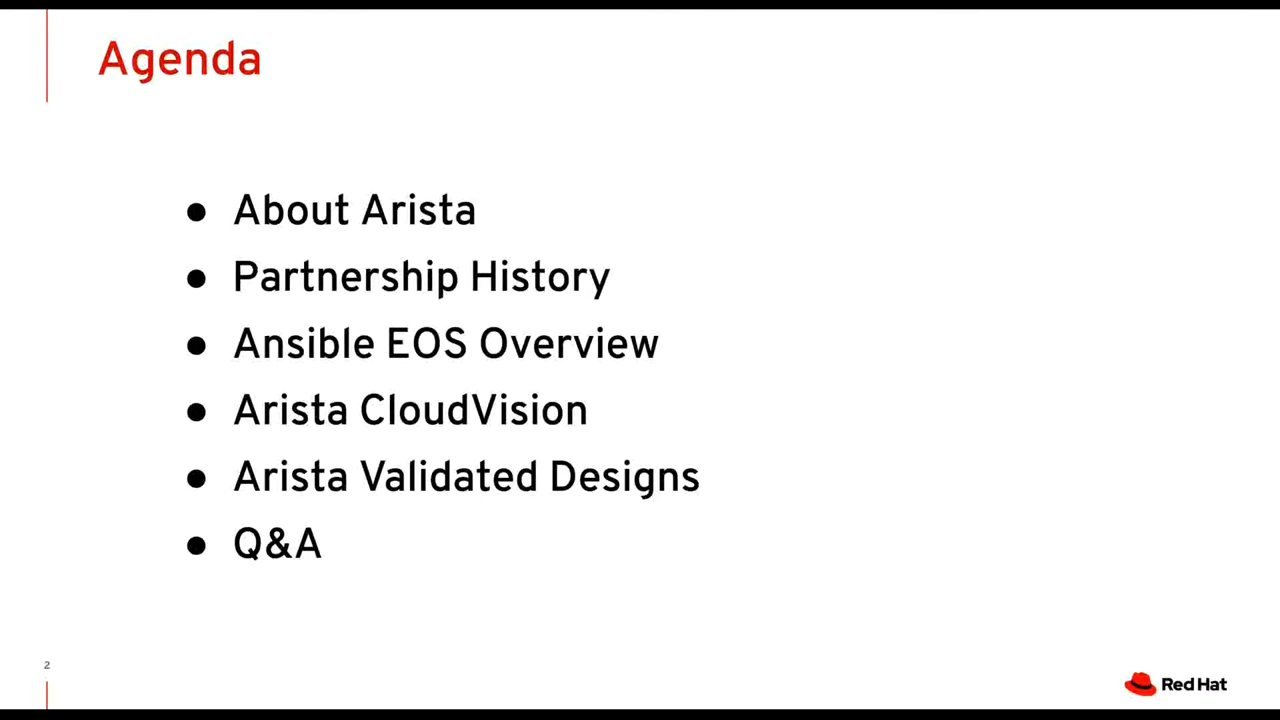 Agenda
● About Arista
● Partnership History
● Ansible EOS Overview
● Arista CloudVision
● Arista Validated Designs
● Q&A
2
Red Hat